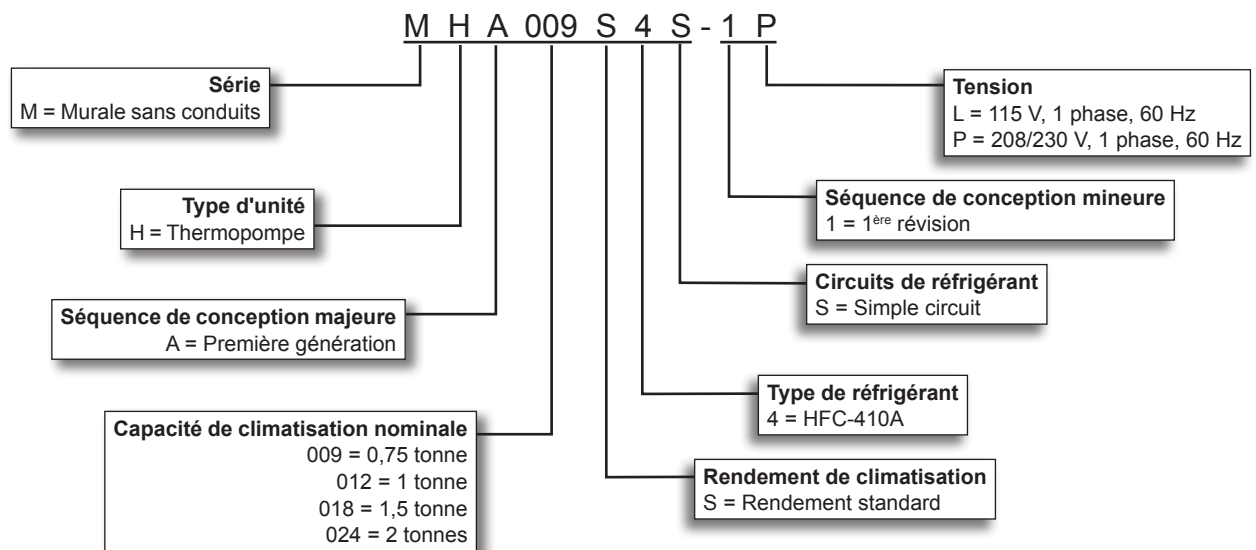 M H A 009 S 4 S - 1 P
Série
M = Murale sans conduits
Type d'unité
H = Thermopompe
Séquence de conception majeure
A = Première génération
Capacité de climatisation nominale
009 = 0,75 tonne
012 = 1 tonne
018 = 1,5 tonne
024 = 2 tonnes
Tension
L = 115 V, 1 phase, 60 Hz
P = 208/230 V, 1 phase, 60 Hz
Séquence de conception mineure
1 = 1ère révision
Circuits de réfrigérant
S = Simple circuit
Type de réfrigérant
4 = HFC-410A
Rendement de climatisation
S = Rendement standard